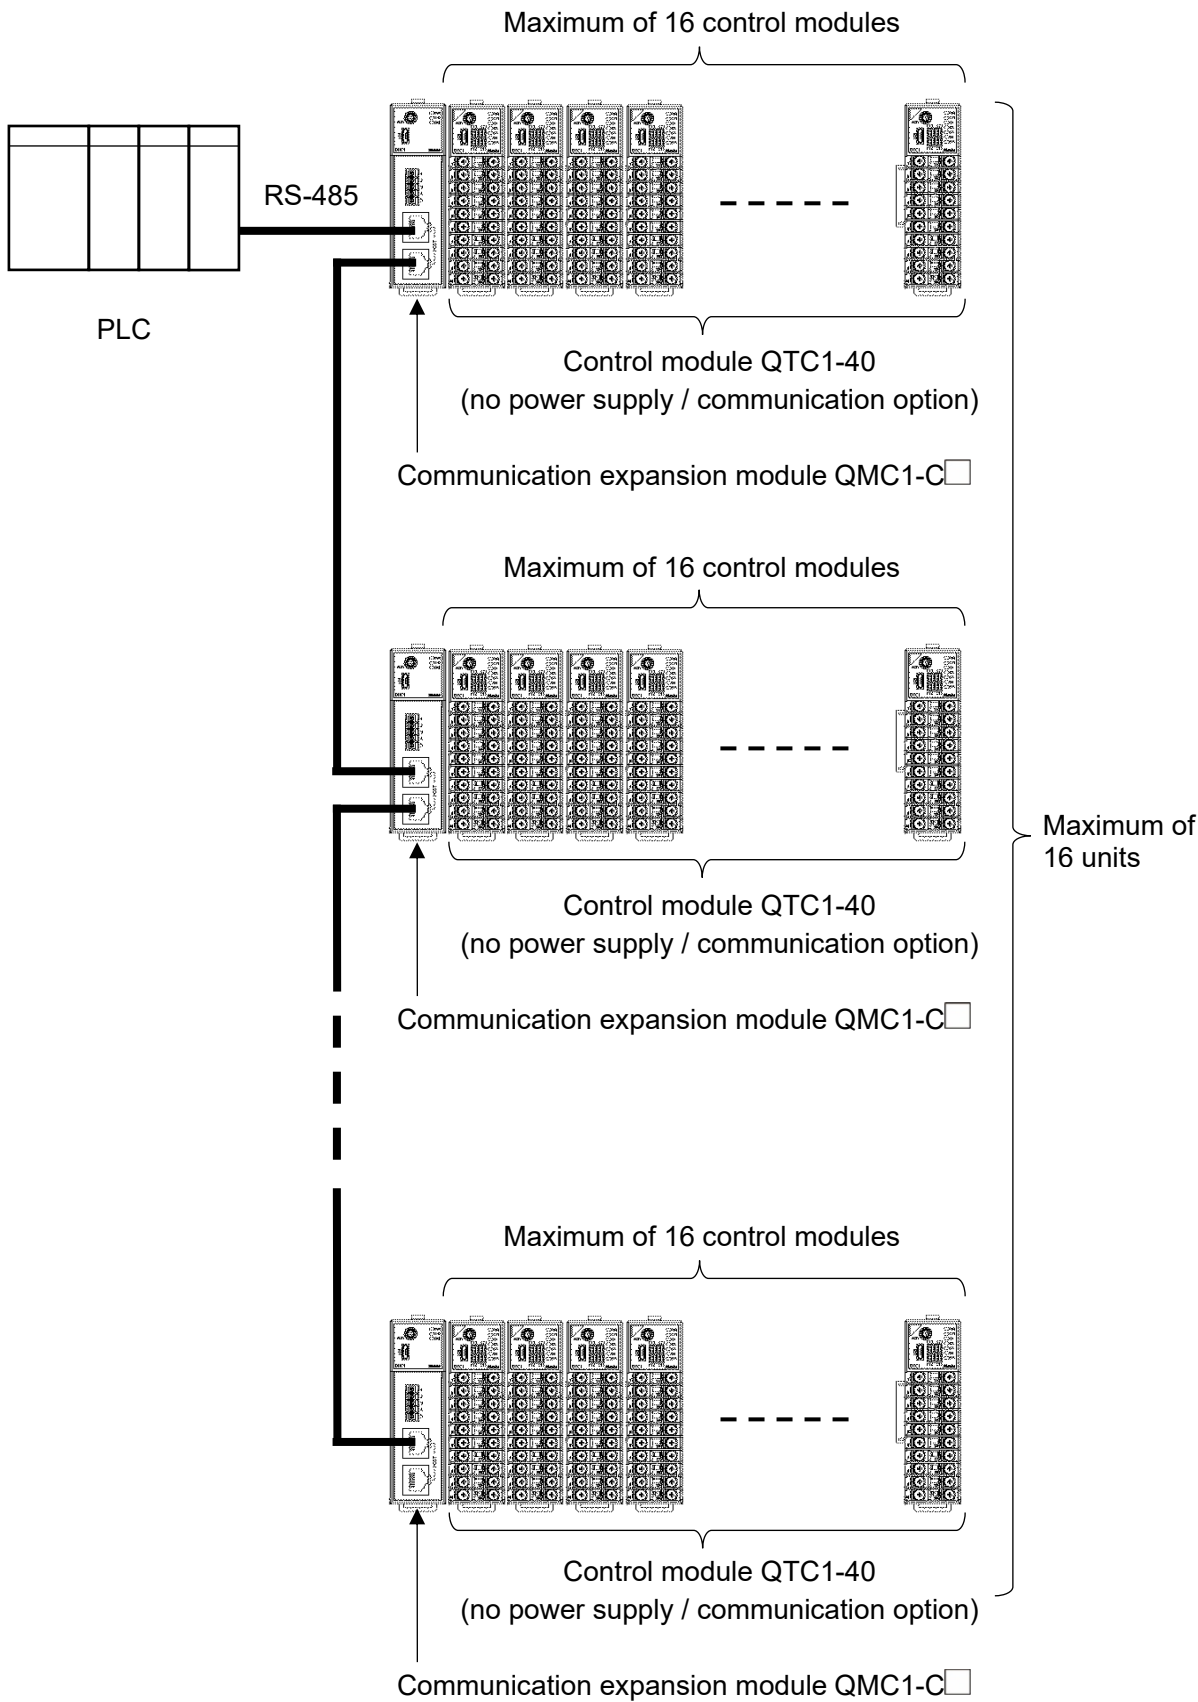 Maximum of 16 control modules
RS-485
PLC
Control module QTC1-40
(no power supply / communication option)
Communication expansion module QMC1-C□
Maximum of 16 control modules
Maximum of
16 units
Control module QTC1-40
(no power supply / communication option)
Communication expansion module QMC1-C□
Maximum of 16 control modules
Control module QTC1-40
(no power supply / communication option)
Communication expansion module QMC1-C□